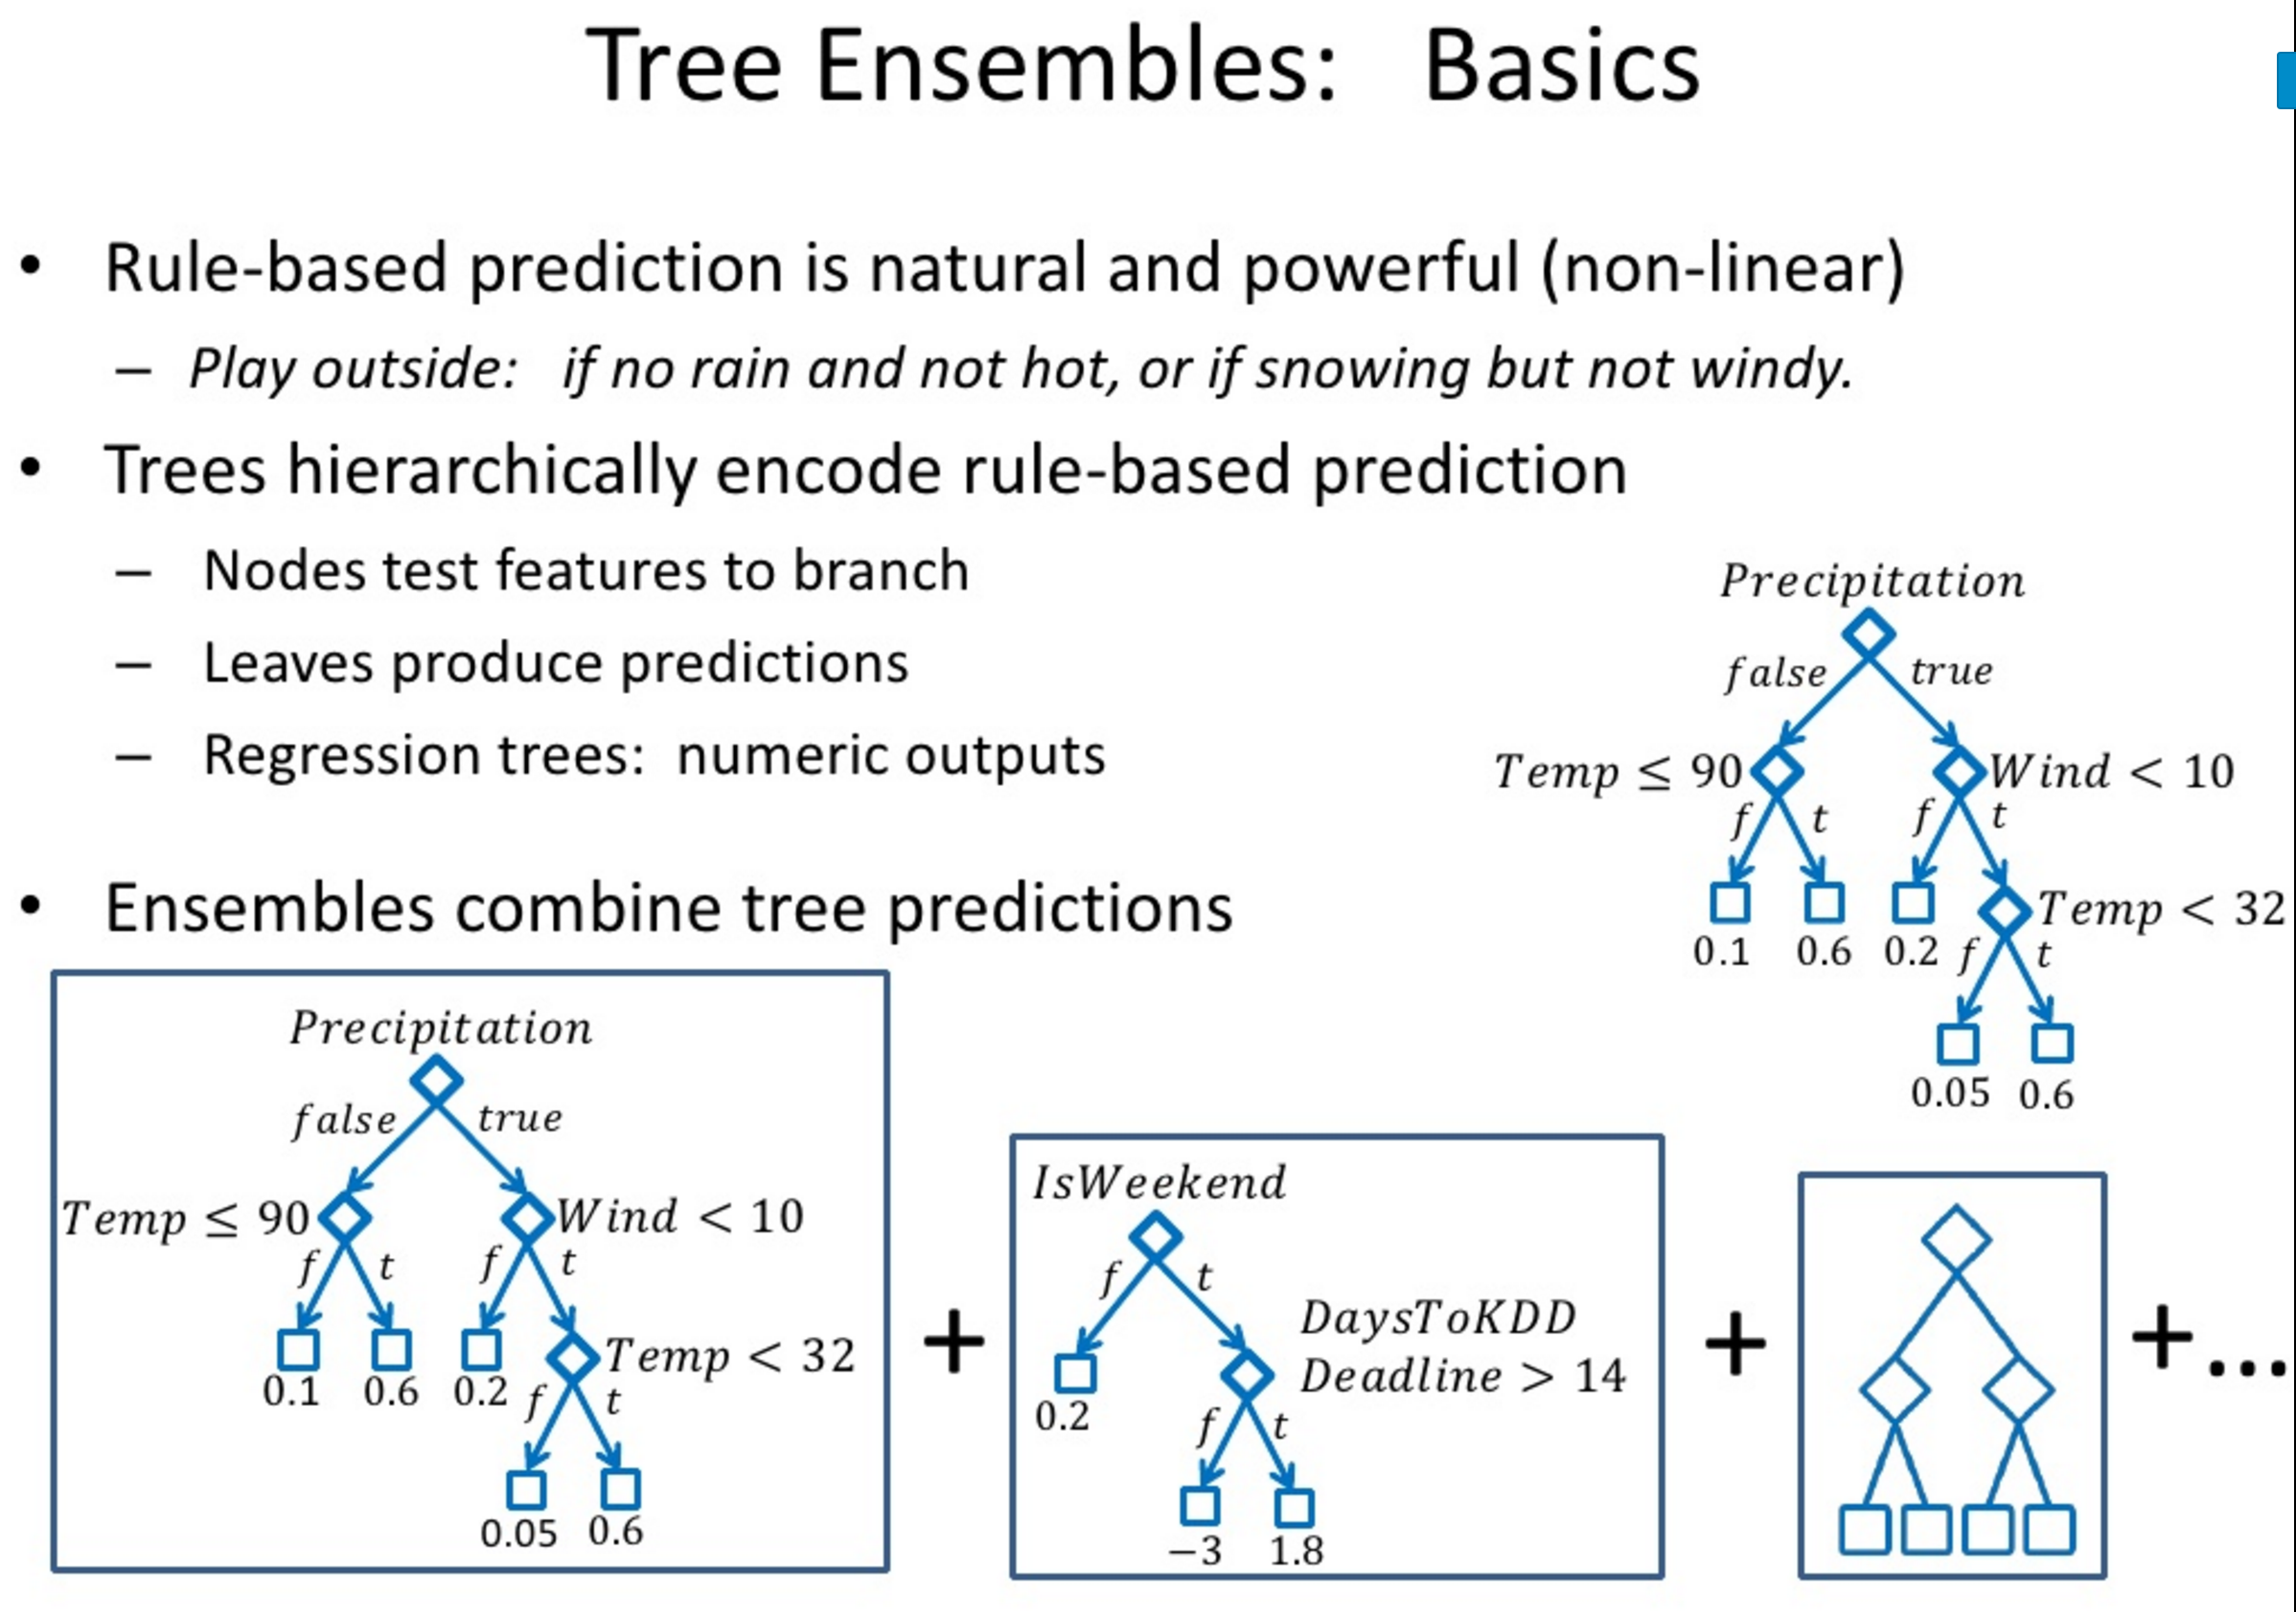 Tree Ensembles: Basics
• Rule-based prediction is natural and powerful (non-linear)
– Play outside: if no rain and not hot, or if snowing but not windy.
• Trees hierarchically encode rule-based prediction
– Nodes test features to branch
– Leaves produce predictions
– Regression trees: numeric outputs
Precipitation
false true
Temp ≤ 90 Wind < 10
f t f t
Temp < 32
0.1 0.6 0.2 f t
0.05 0.6
• Ensembles combine tree predictions
Precipitation
false true
Temp ≤ 90 Wind < 10
f t f t
Temp < 32
0.1 0.6 0.2 f t
0.05 0.6
+
IsWeekend
f t
DaysToKDD
Deadline > 14
0.2 f t
−3 1.8
+
+...